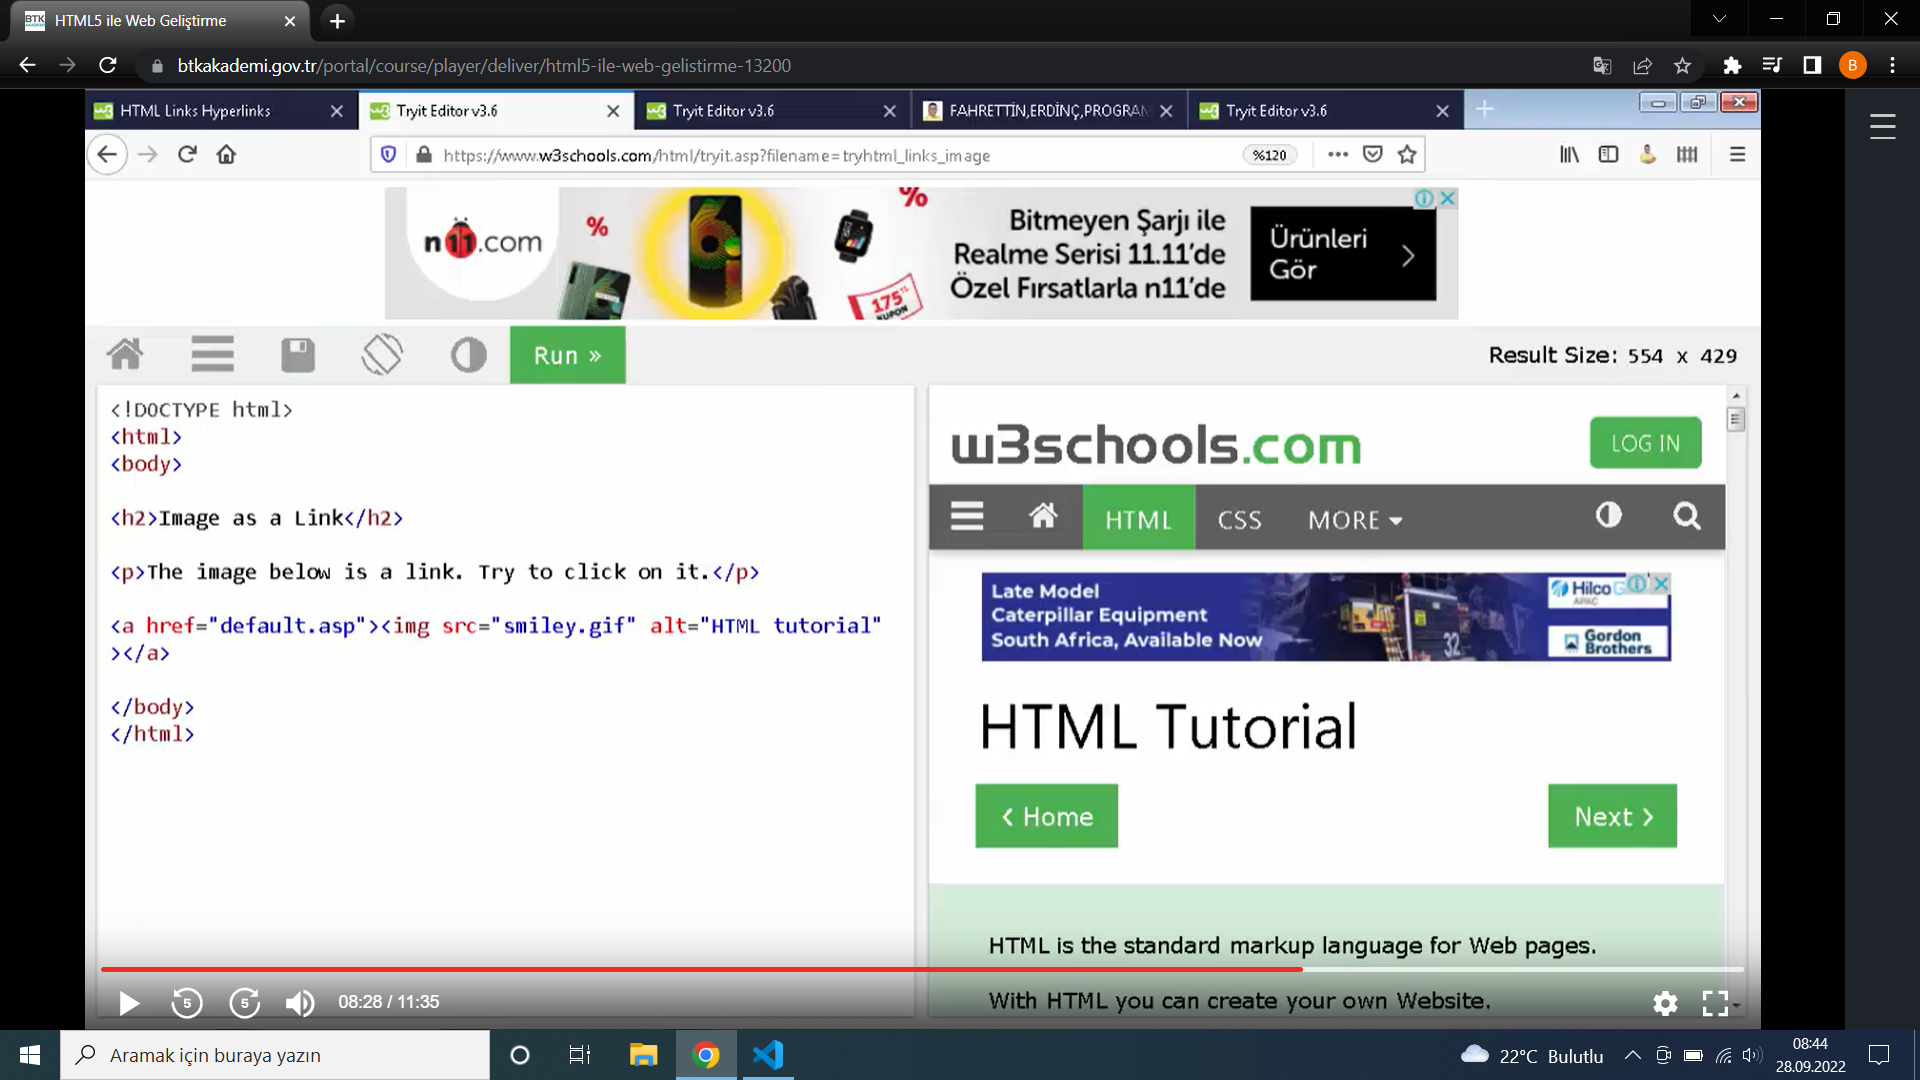 BTK
HTML5 ile Web Geliştirme
btkakademi.gov.tr/portal/course/player/deliver/html5-ile-web-gelistirme-13200
B
HTML Links Hyperlinks
Tryit Editor v3.6
Tryit Editor v3.6
FAHRETTİN,ERDİNÇ,PROGRAM
Tryit Editor v3.6
https://www.w3schools.com/html/tryit.asp?filename=tryhtml_links_image
%120
n11.com
%
%
175TL
KUPON
Bitmeyen Şarjı ile
Realme Serisi 11.11'de
Özel Fırsatlarla n11'de
Ürünleri
Gör
Run »
Result Size: 554 x 429
<!DOCTYPE html>
<html>
<body>
<h2>Image as a Link</h2>
<p>The image below is a link. Try to click on it.</p>
<a href="default.asp"><img src="smiley.gif" alt="HTML tutorial"
></a>
</body>
</html>
w3schools.com
LOG IN
HTML
CSS
MORE
Late Model
Caterpillar Equipment
South Africa, Available Now
32
Hilco
APAC
Gordon
Brothers
HTML Tutorial
‹ Home
Next ›
HTML is the standard markup language for Web pages.
With HTML you can create your own Website.
5
5
08:28 / 11:35
Aramak için buraya yazın
22°C Bulutlu
08:44
28.09.2022